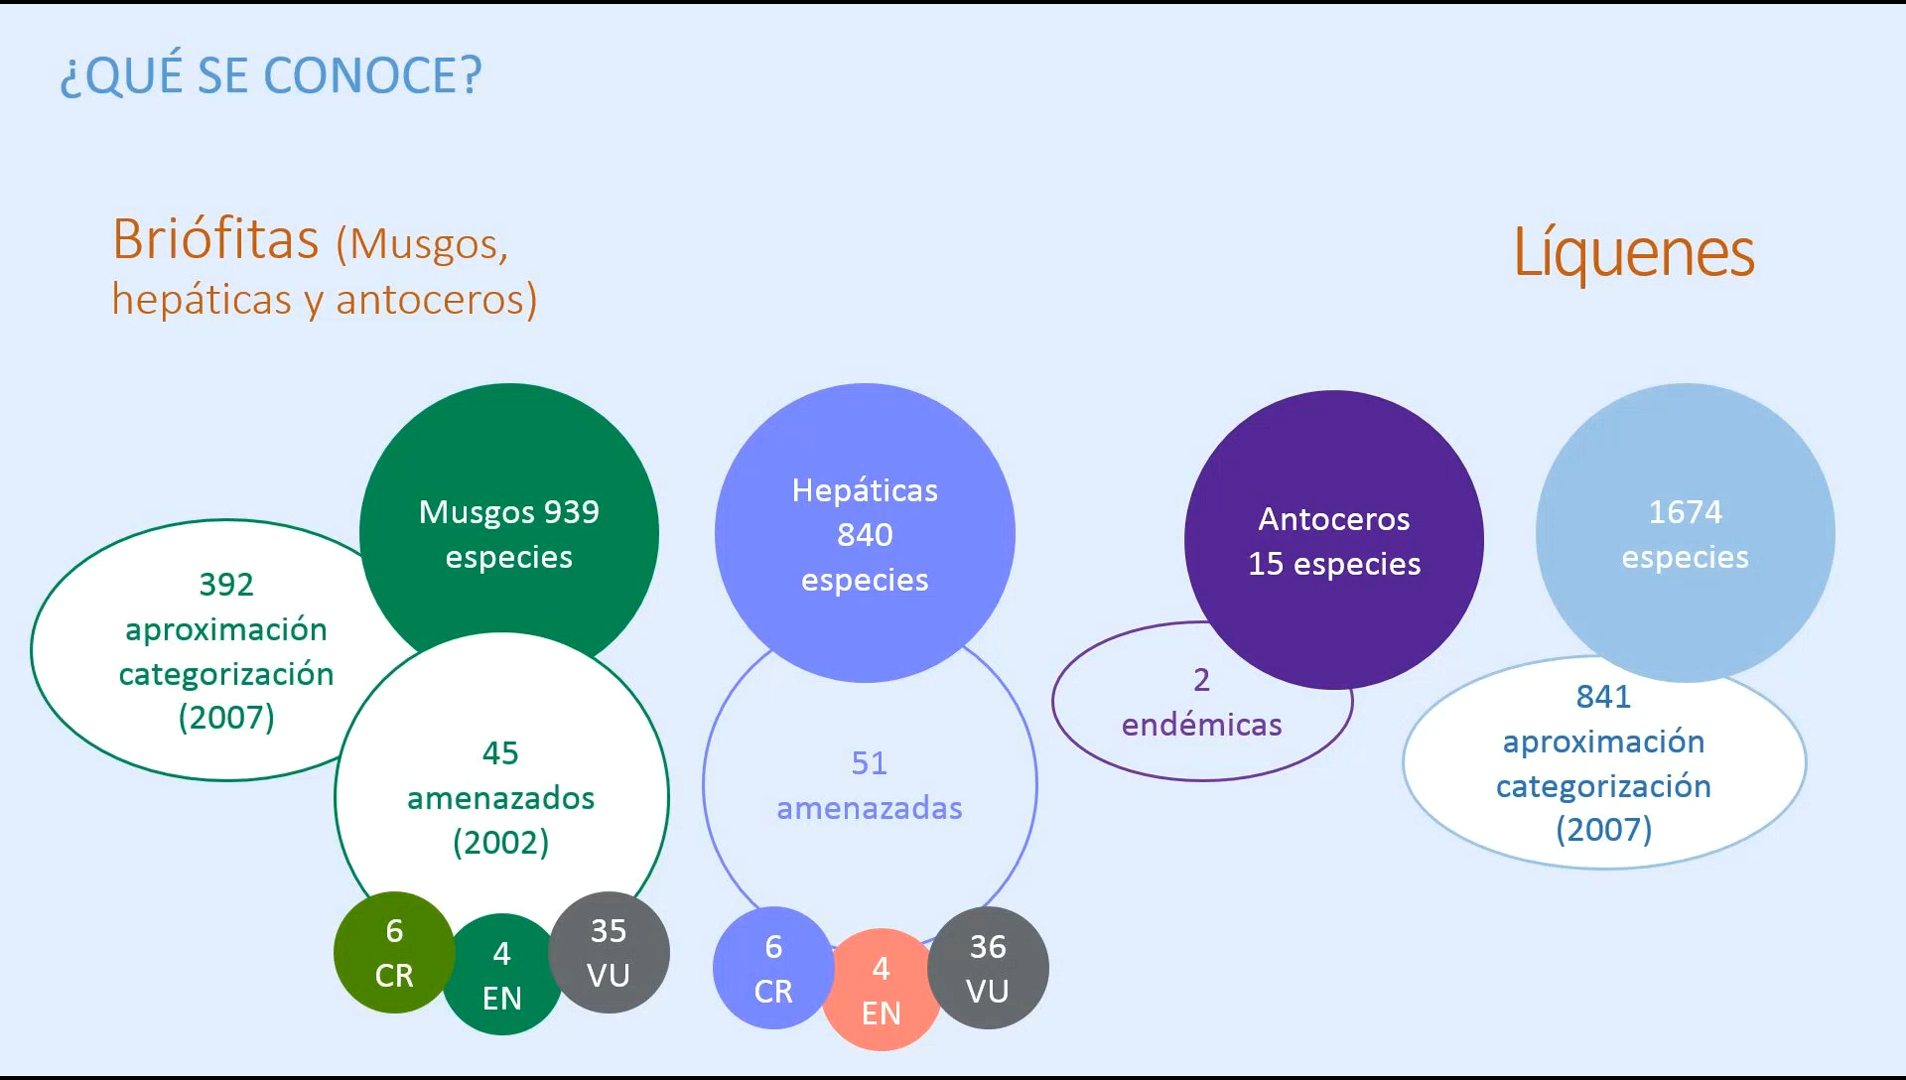 ¿QUÉ SE CONOCE?
Briófitas (Musgos,
hepáticas y antoceros)
Líquenes
Musgos 939
especies
392
aproximación
categorización
(2007)
45
amenazados
(2002)
6
CR
4
EN
35
VU
Hepáticas
840
especies
51
amenazadas
6
CR
4
EN
36
VU
Antoceros
15 especies
2
endémicas
1674
especies
841
aproximación
categorización
(2007)